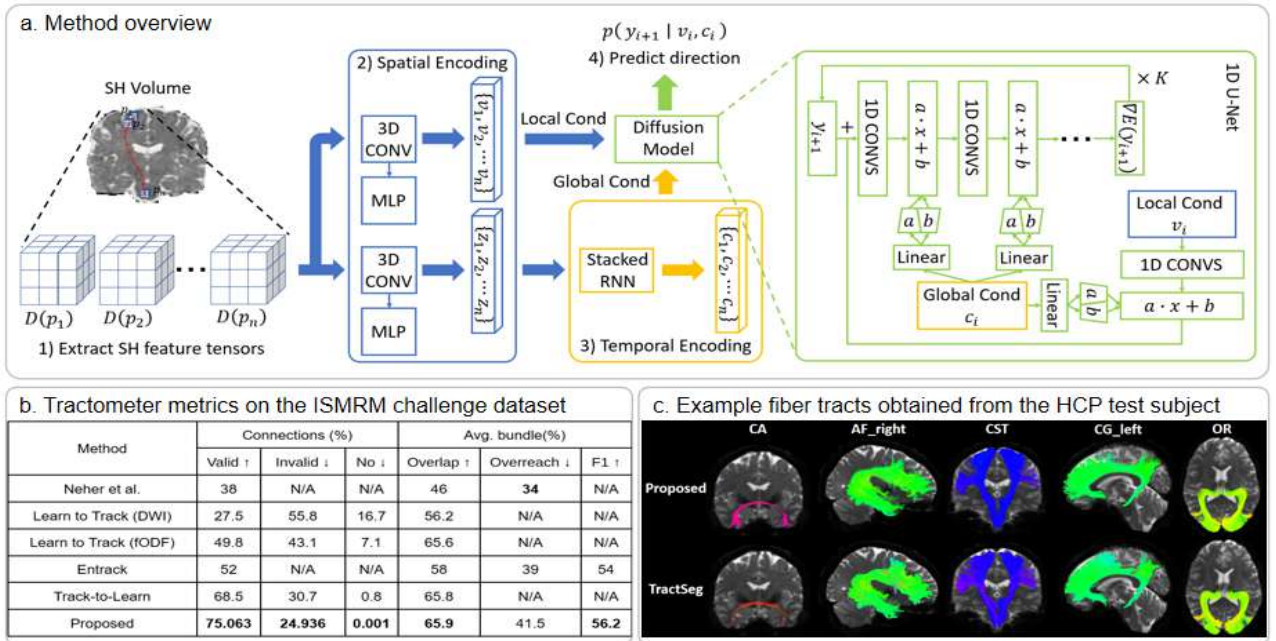 a. Method overview
SH Volume
D(p₁)
D(p₂)
...
D(pₙ)
1) Extract SH feature tensors
2) Spatial Encoding
3D CONV
MLP
{v₁, v₂, ... vₙ}
3D CONV
MLP
{z₁, z₂, ... zₙ}
Local Cond
Global Cond
Stacked RNN
{c₁, c₂, ... cₙ}
3) Temporal Encoding
p( yᵢ₊₁ | vᵢ, cᵢ )
4) Predict direction
Diffusion Model
1D U-Net
× K
yᵢ₊₁
+
1D CONVS
a · x + b
1D CONVS
a · x + b
...
∇E(yᵢ₊₁)
a b
a b
Linear
Linear
Global Cond
cᵢ
Linear
a b
Local Cond
vᵢ
1D CONVS
a · x + b
b. Tractometer metrics on the ISMRM challenge dataset
Method Connections (%) Avg. bundle(%)
Valid ↑ Invalid ↓ No ↓ Overlap ↑ Overreach ↓ F1 ↑
Neher et al. 38 N/A N/A 46 34 N/A
Learn to Track (DWI) 27.5 55.8 16.7 56.2 N/A N/A
Learn to Track (fODF) 49.8 43.1 7.1 65.6 N/A N/A
Entrack 52 N/A N/A 58 39 54
Track-to-Learn 68.5 30.7 0.8 65.8 N/A N/A
Proposed 75.063 24.936 0.001 65.9 41.5 56.2
c. Example fiber tracts obtained from the HCP test subject
CA AF_right CST CG_left OR
Proposed
TractSeg